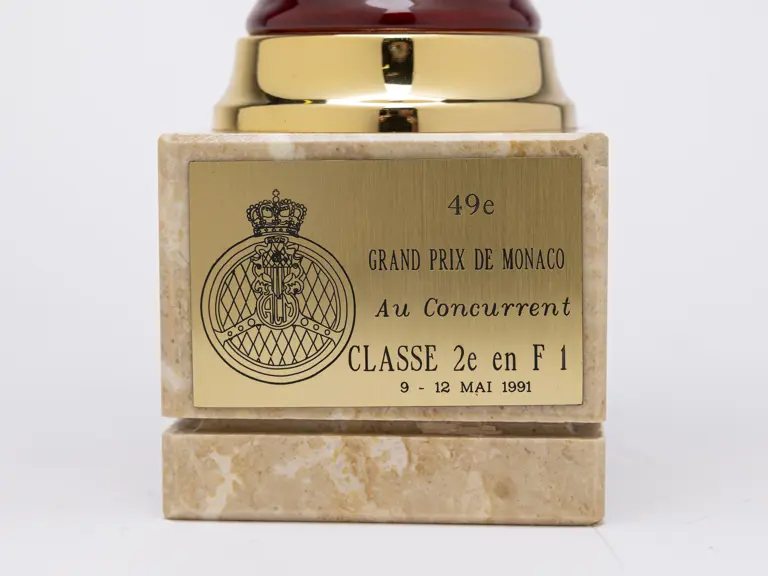 49e
GRAND PRIX DE MONACO
Au Concurrent
CLASSE 2e en F 1
9 - 12 MAI 1991